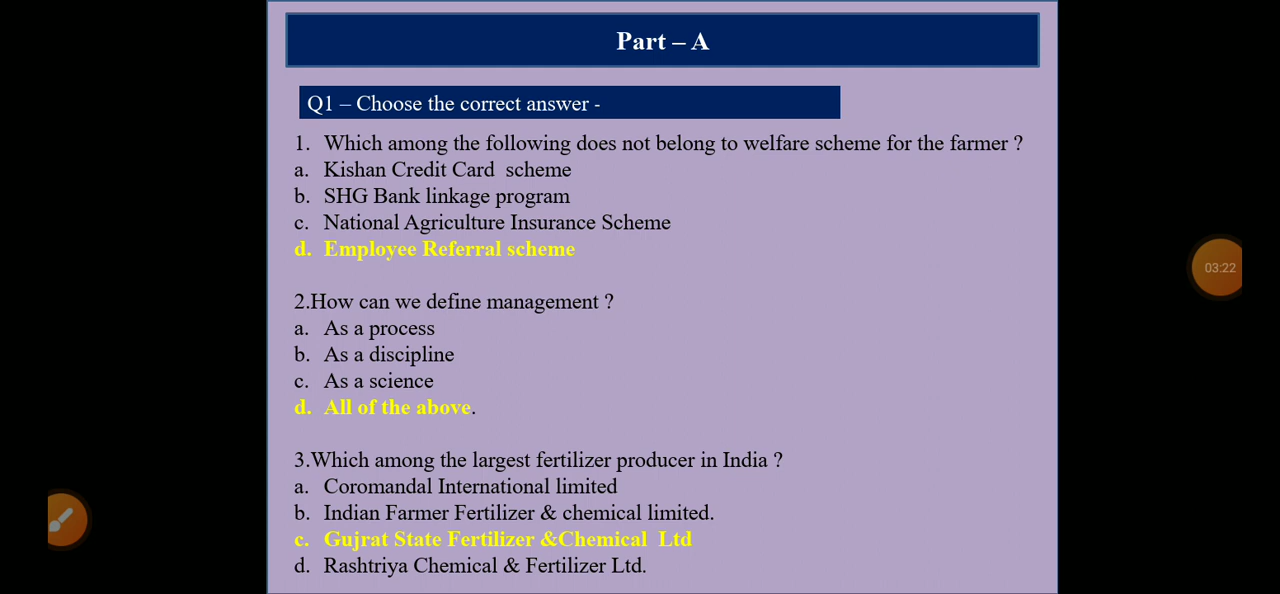 Part – A
Q1 – Choose the correct answer -
1. Which among the following does not belong to welfare scheme for the farmer ?
a. Kishan Credit Card scheme
b. SHG Bank linkage program
c. National Agriculture Insurance Scheme
d. Employee Referral scheme
03:22
2.How can we define management ?
a. As a process
b. As a discipline
c. As a science
d. All of the above.
3.Which among the largest fertilizer producer in India ?
a. Coromandal International limited
b. Indian Farmer Fertilizer & chemical limited.
c. Gujrat State Fertilizer &Chemical Ltd
d. Rashtriya Chemical & Fertilizer Ltd.